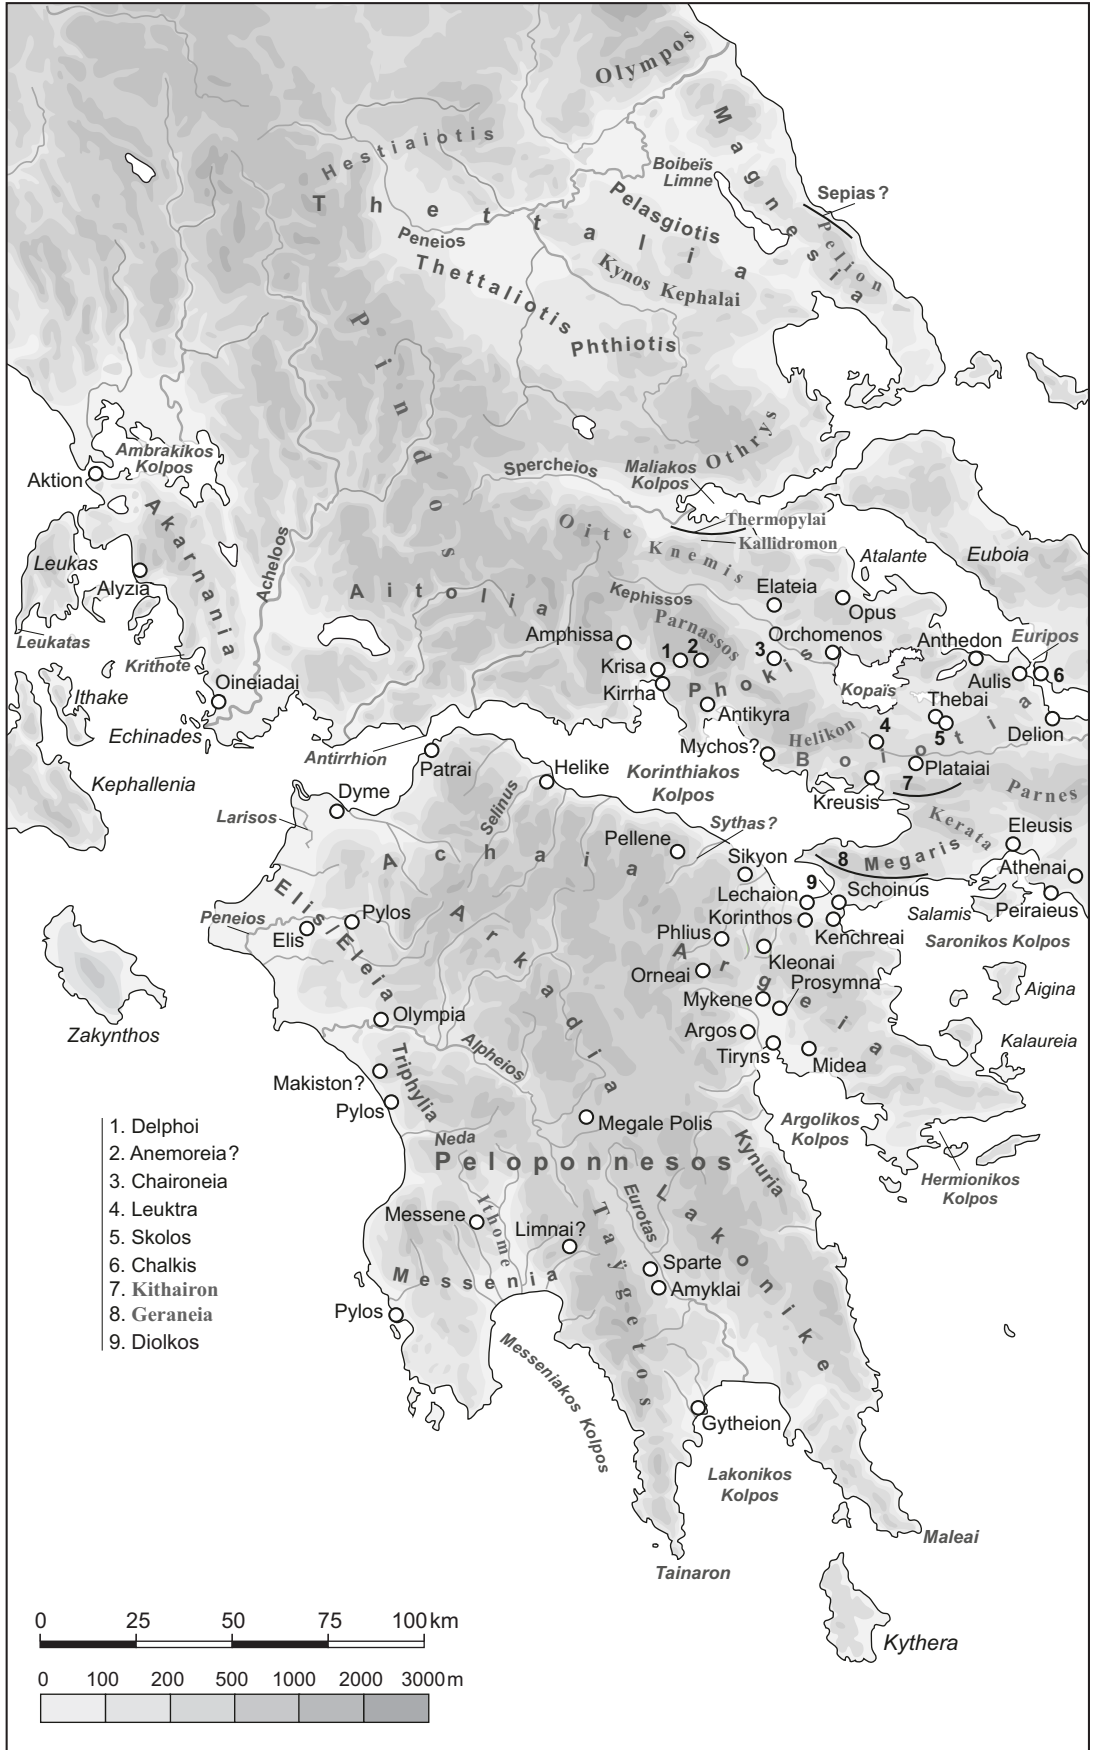 Olympos
Magnesia
Hestiaiotis
Boibeïs
Limne
Sepias?
Thettalia
Pelasgiotis
Pelion
Peneios
Kynos Kephalai
Thettaliotis
Phthiotis
Pindos
Othrys
Ambrakikos
Kolpos
Aktion
Spercheios
Maliakos
Kolpos
Akarnania
Oite
Thermopylai
Kallidromon
Knemis
Atalante
Euboia
Leukas
Acheloos
Alyzia
Aitolia
Kephissos
Elateia
Opus
Parnassos
Leukatas
Amphissa
Orchomenos
Anthedon
Euripos
Krithote
1
2
3
Krisa
Phokis
Aulis
6
Kirrha
Ithake
Oineiadai
Kopaïs
Thebai
Antikyra
Echinades
Helikon
4
5
Delion
Antirrhion
Mychos?
Boiotia
Patrai
Helike
Korinthiakos
Kolpos
Plataiai
7
Kephallenia
Kreusis
Parnes
Dyme
Selinus
Larisos
Sythas?
Kerata
Eleusis
Pellene
Achaia
Sikyon
8
Megaris
Athenai
9
Lechaion
Schoinus
Elis/Eleia
Peneios
Pylos
Korinthos
Salamis
Peiraieus
Elis
Arkadia
Phlius
Kenchreai
Saronikos Kolpos
Argeia
Kleonai
Orneai
Prosymna
Aigina
Mykene
Olympia
Zakynthos
Argos
Kalaureia
Alpheios
Tiryns
Midea
Triphylia
Makiston?
Pylos
Megale Polis
Argolikos
Kolpos
Neda
Kynuria
Peloponnesos
Hermionikos
Kolpos
1. Delphoi
2. Anemoreia?
3. Chaironeia
4. Leuktra
5. Skolos
6. Chalkis
7. Kithairon
8. Geraneia
9. Diolkos
Ithome
Eurotas
Lakonike
Messene
Limnai?
Taÿgetos
Sparte
Messenia
Amyklai
Pylos
Messeniakos Kolpos
Gytheion
Lakonikos
Kolpos
Maleai
Tainaron
Kythera
0 25 50 75 100 km
0 100 200 500 1000 2000 3000 m